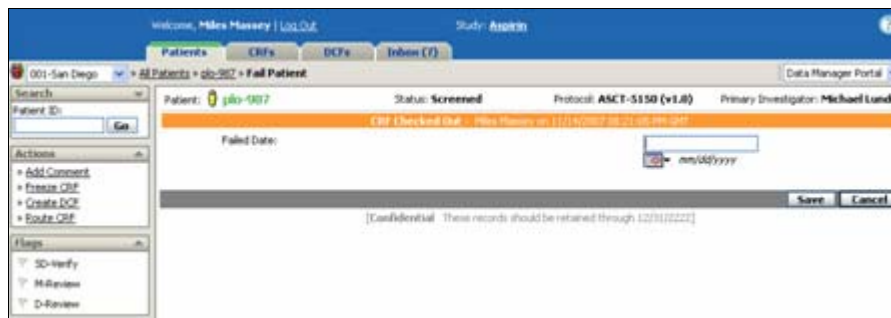 Welcome, Miles Massey | Log Out
Study: Aspirin
Patients
CRFs
DCFs
Inbox (7)
001-San Diego
» All Patients » plo-987 » Fail Patient
Data Manager Portal
Search
Patient ID:
Go
Actions
» Add Comment
» Freeze CRF
» Create DCF
» Route CRF
Flags
SD-Verify
M-Review
D-Review
Patient: plo-987
Status: Screened
Protocol: ASCT-5150 (v1.0)
Primary Investigator: Michael Lund
CRF Checked Out - Miles Massey on 11/14/2007 08:21:05 PM GMT
Failed Date:
mm/dd/yyyy
Save
Cancel
[Confidential These records should be retained through 12/31/2222]